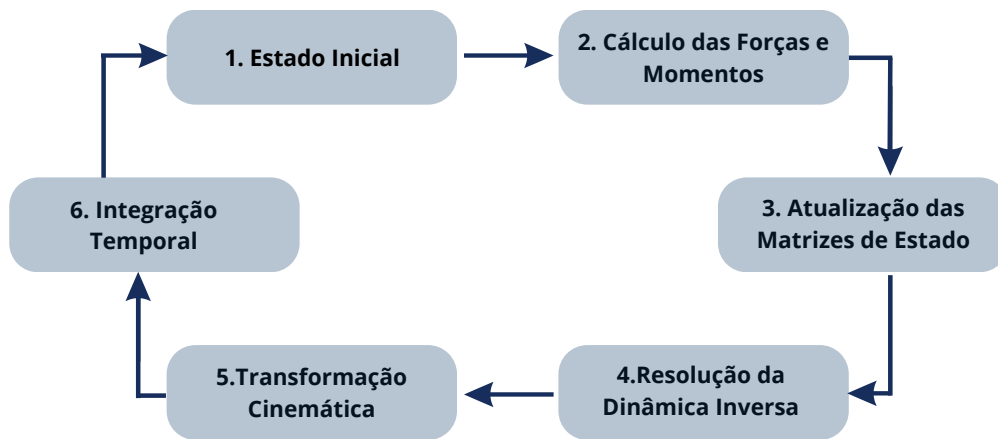 1. Estado Inicial
2. Cálculo das Forças e
Momentos
3. Atualização das
Matrizes de Estado
4.Resolução da
Dinâmica Inversa
5.Transformação
Cinemática
6. Integração
Temporal